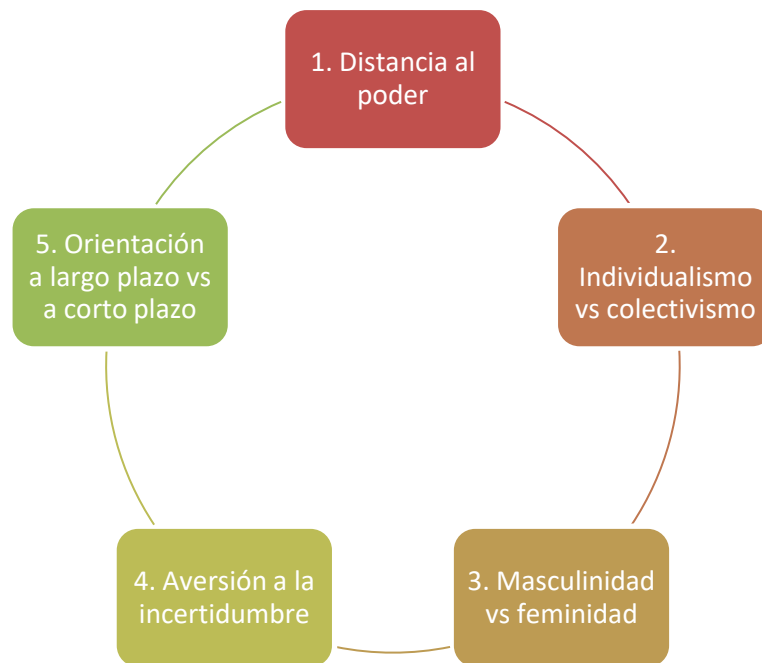 1. Distancia al
poder
2.
Individualismo
vs colectivismo
3. Masculinidad
vs feminidad
4. Aversión a la
incertidumbre
5. Orientación
a largo plazo vs
a corto plazo